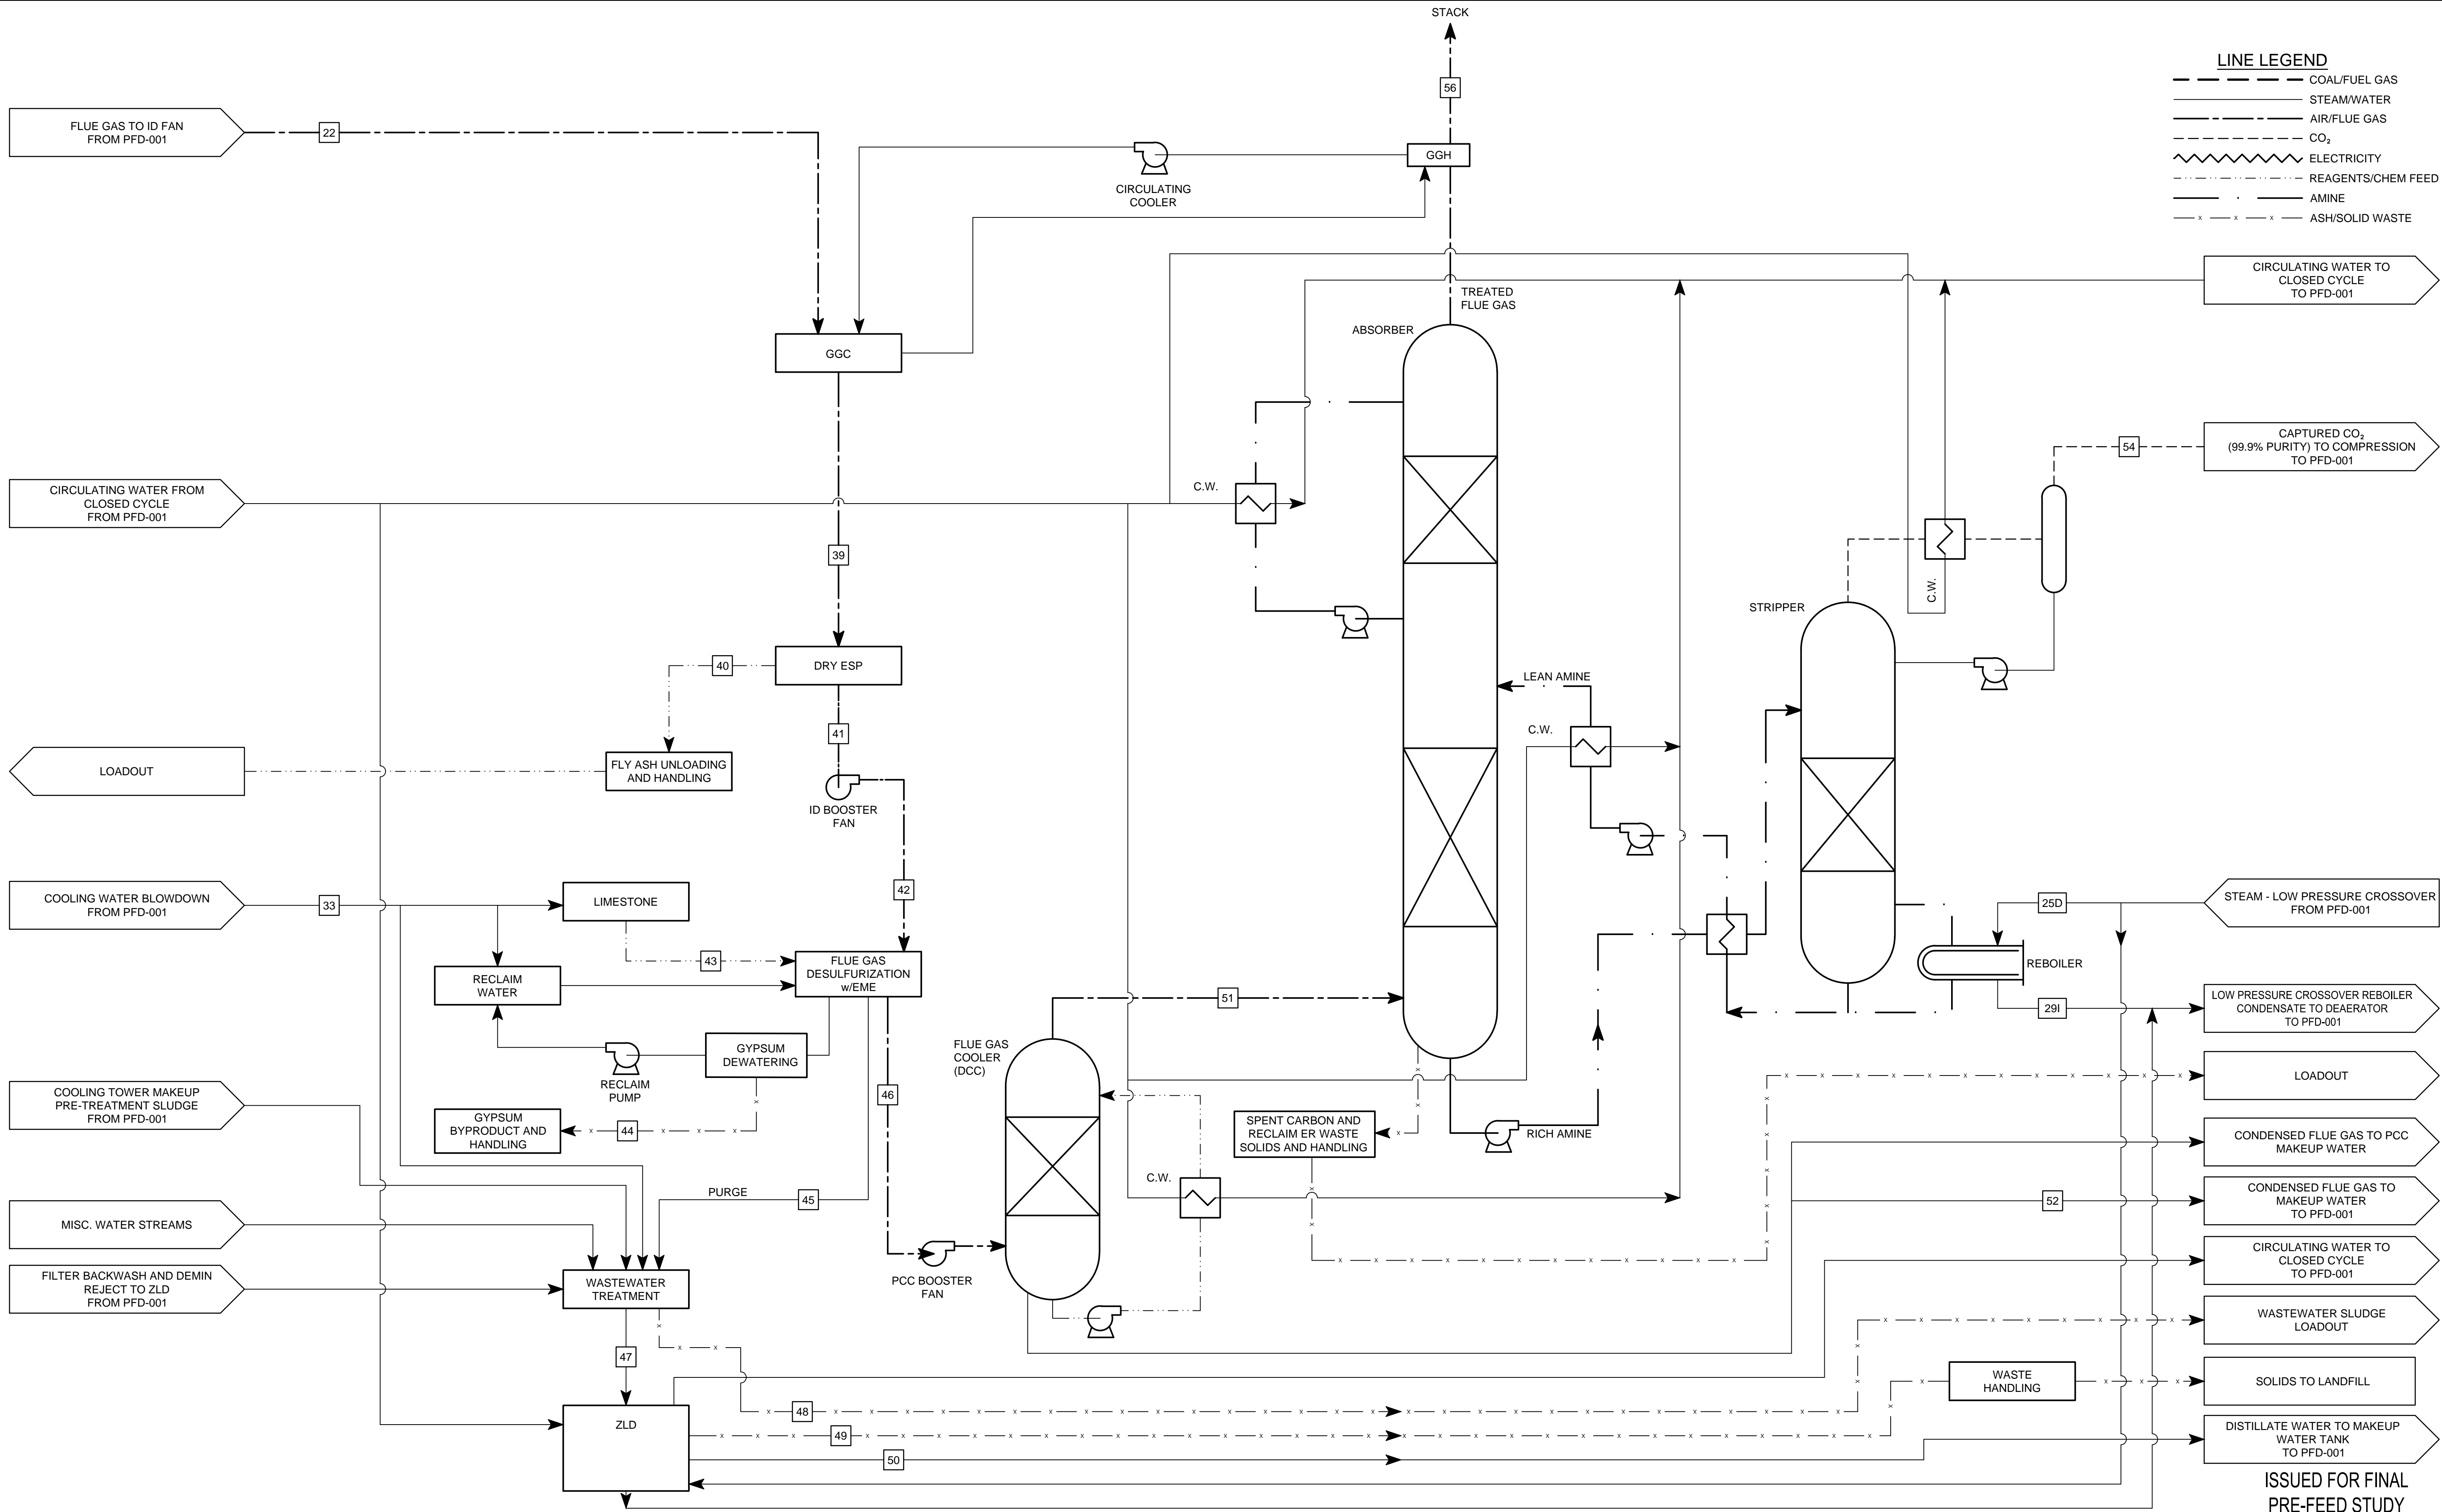 STACK
LINE LEGEND
COAL/FUEL GAS
STEAM/WATER
AIR/FLUE GAS
CO₂
ELECTRICITY
REAGENTS/CHEM FEED
AMINE
ASH/SOLID WASTE
56
FLUE GAS TO ID FAN
FROM PFD-001
22
GGH
CIRCULATING
COOLER
CIRCULATING WATER TO
CLOSED CYCLE
TO PFD-001
TREATED
FLUE GAS
ABSORBER
GGC
CAPTURED CO₂
(99.9% PURITY) TO COMPRESSION
TO PFD-001
54
CIRCULATING WATER FROM
CLOSED CYCLE
FROM PFD-001
C.W.
39
C.W.
STRIPPER
DRY ESP
40
LEAN AMINE
41
C.W.
LOADOUT
FLY ASH UNLOADING
AND HANDLING
ID BOOSTER
FAN
42
COOLING WATER BLOWDOWN
FROM PFD-001
33
LIMESTONE
25D
STEAM - LOW PRESSURE CROSSOVER
FROM PFD-001
43
FLUE GAS
DESULFURIZATION
w/EME
RECLAIM
WATER
REBOILER
51
29I
LOW PRESSURE CROSSOVER REBOILER
CONDENSATE TO DEAERATOR
TO PFD-001
GYPSUM
DEWATERING
FLUE GAS
COOLER
(DCC)
RECLAIM
PUMP
LOADOUT
COOLING TOWER MAKEUP
PRE-TREATMENT SLUDGE
FROM PFD-001
46
GYPSUM
BYPRODUCT AND
HANDLING
44
SPENT CARBON AND
RECLAIM ER WASTE
SOLIDS AND HANDLING
RICH AMINE
CONDENSED FLUE GAS TO PCC
MAKEUP WATER
C.W.
PURGE
45
52
CONDENSED FLUE GAS TO
MAKEUP WATER
TO PFD-001
MISC. WATER STREAMS
CIRCULATING WATER TO
CLOSED CYCLE
TO PFD-001
FILTER BACKWASH AND DEMIN
REJECT TO ZLD
FROM PFD-001
WASTEWATER
TREATMENT
PCC BOOSTER
FAN
WASTEWATER SLUDGE
LOADOUT
47
WASTE
HANDLING
SOLIDS TO LANDFILL
48
ZLD
49
50
DISTILLATE WATER TO MAKEUP
WATER TANK
TO PFD-001
ISSUED FOR FINAL
PRE-FEED STUDY